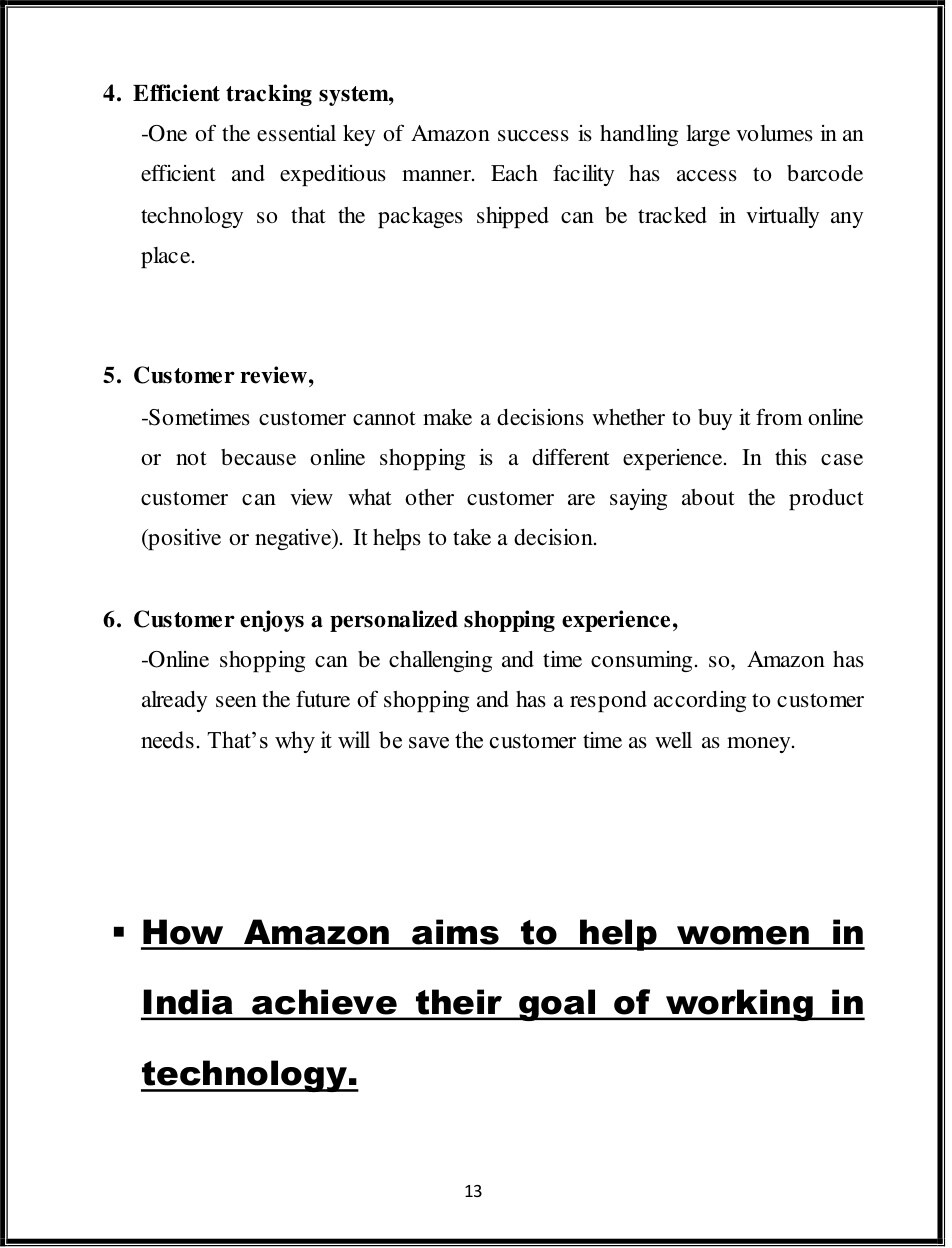 4. Efficient tracking system,
-One of the essential key of Amazon success is handling large volumes in an
efficient and expeditious manner. Each facility has access to barcode
technology so that the packages shipped can be tracked in virtually any
place.
5. Customer review,
-Sometimes customer cannot make a decisions whether to buy it from online
or not because online shopping is a different experience. In this case
customer can view what other customer are saying about the product
(positive or negative). It helps to take a decision.
6. Customer enjoys a personalized shopping experience,
-Online shopping can be challenging and time consuming. so, Amazon has
already seen the future of shopping and has a respond according to customer
needs. That’s why it will be save the customer time as well as money.
▪ How Amazon aims to help women in
India achieve their goal of working in
technology.
13